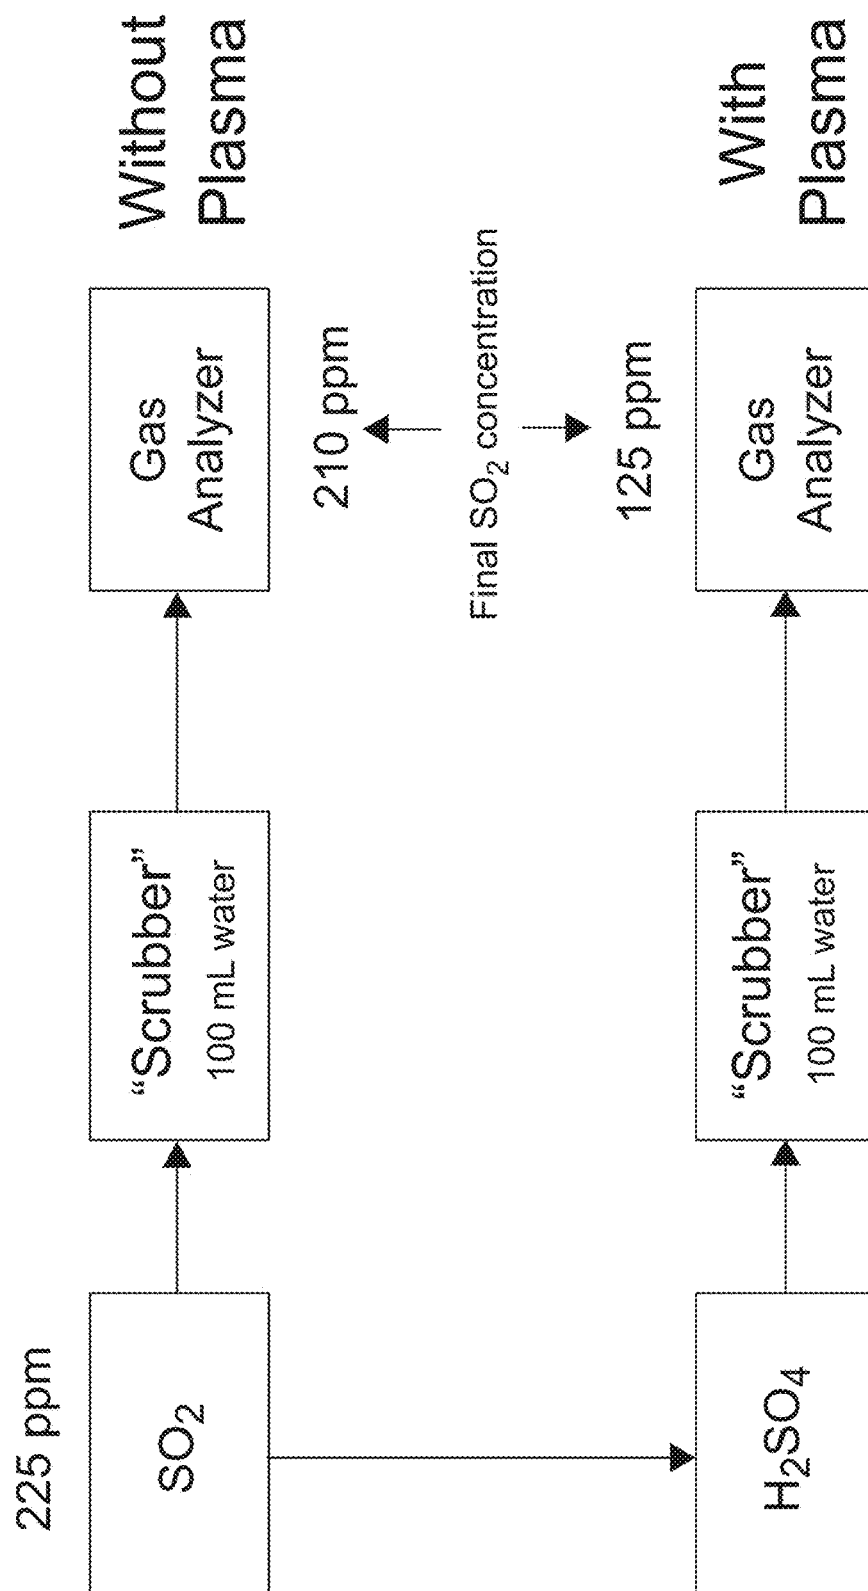 225 ppm
SO₂
“Scrubber”
100 mL water
Gas
Analyzer
Without
Plasma
210 ppm
Final SO₂ concentration
125 ppm
H₂SO₄
“Scrubber”
100 mL water
Gas
Analyzer
With
Plasma